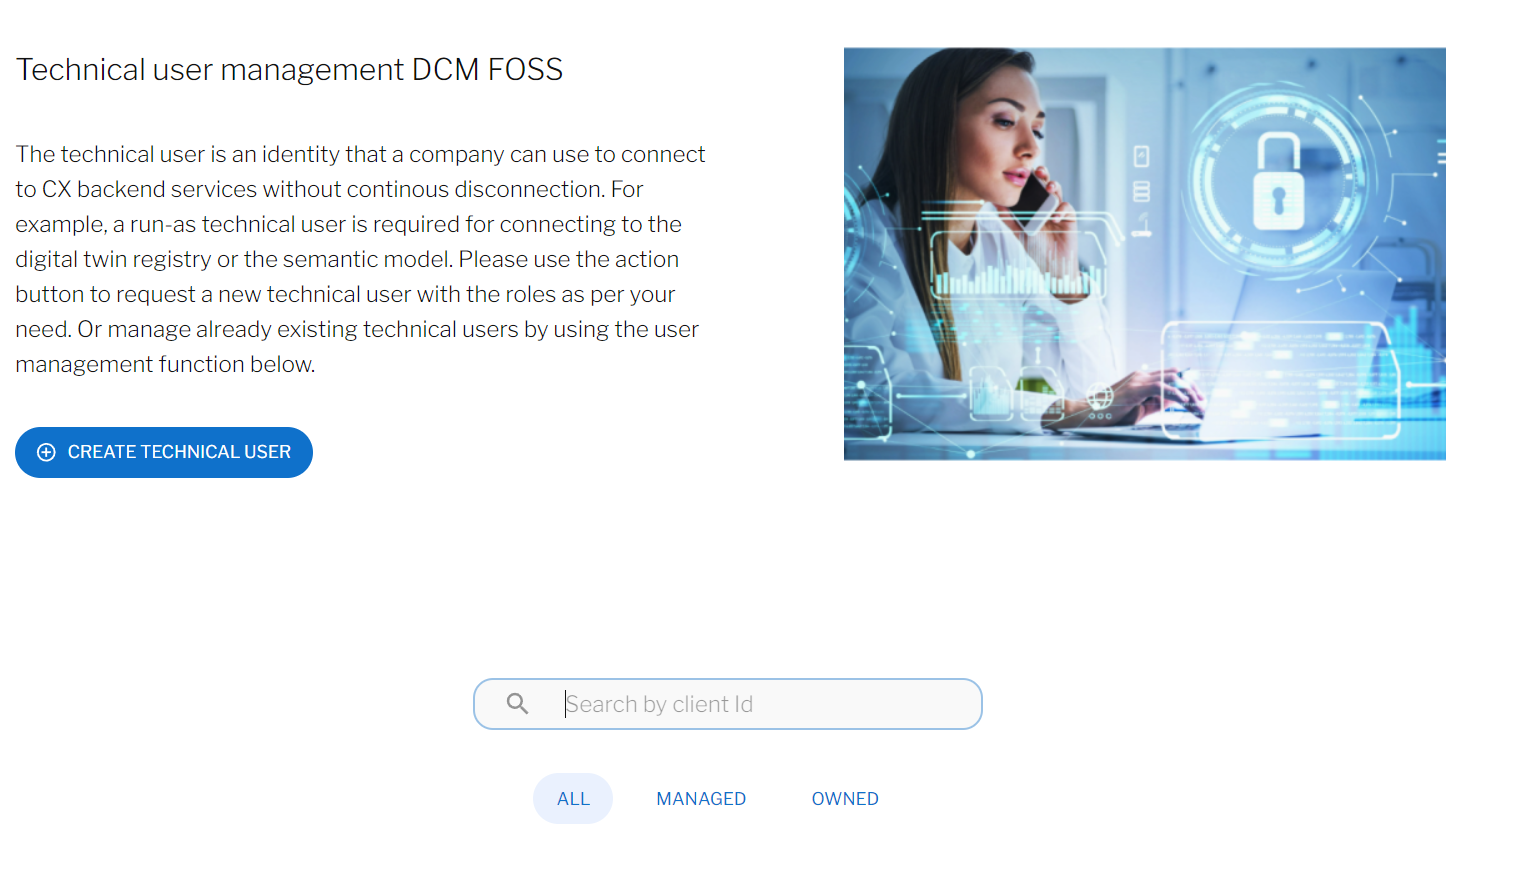 Technical user management DCM FOSS
The technical user is an identity that a company can use to connect
to CX backend services without continous disconnection. For
example, a run-as technical user is required for connecting to the
digital twin registry or the semantic model. Please use the action
button to request a new technical user with the roles as per your
need. Or manage already existing technical users by using the user
management function below.
CREATE TECHNICAL USER
Search by client Id
ALL
MANAGED
OWNED